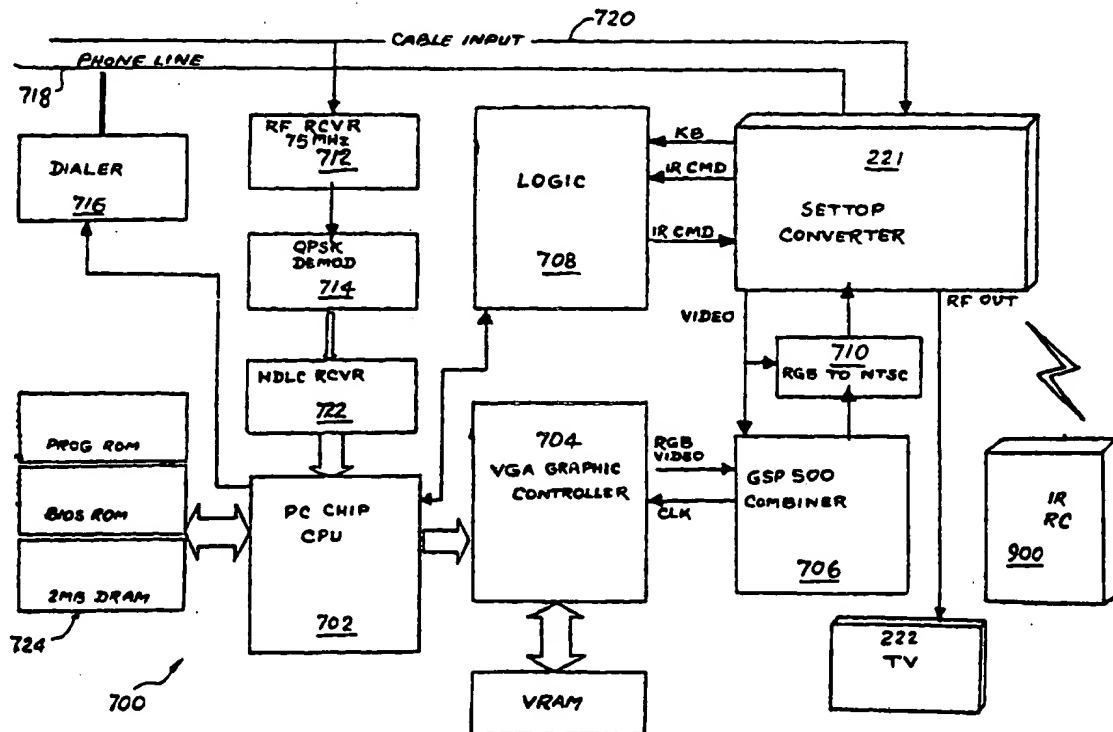 720
CABLE INPUT
PHONE LINE
718
RF RCVR
75 MHz
712
DIALER
716
LOGIC
708
KB
IR CMD
IR CMD
221
SETTOP
CONVERTER
QPSK
DEMOD
714
VIDEO
RF OUT
710
RGB TO NTSC
HDLC RCVR
722
PROG ROM
BIOS ROM
2MB DRAM
724
PC CHIP
CPU
702
704
VGA GRAPHIC
CONTROLLER
RGB
VIDEO
CLK
GSP 500
COMBINER
706
IR
RC
900
222
TV
700
VRAM